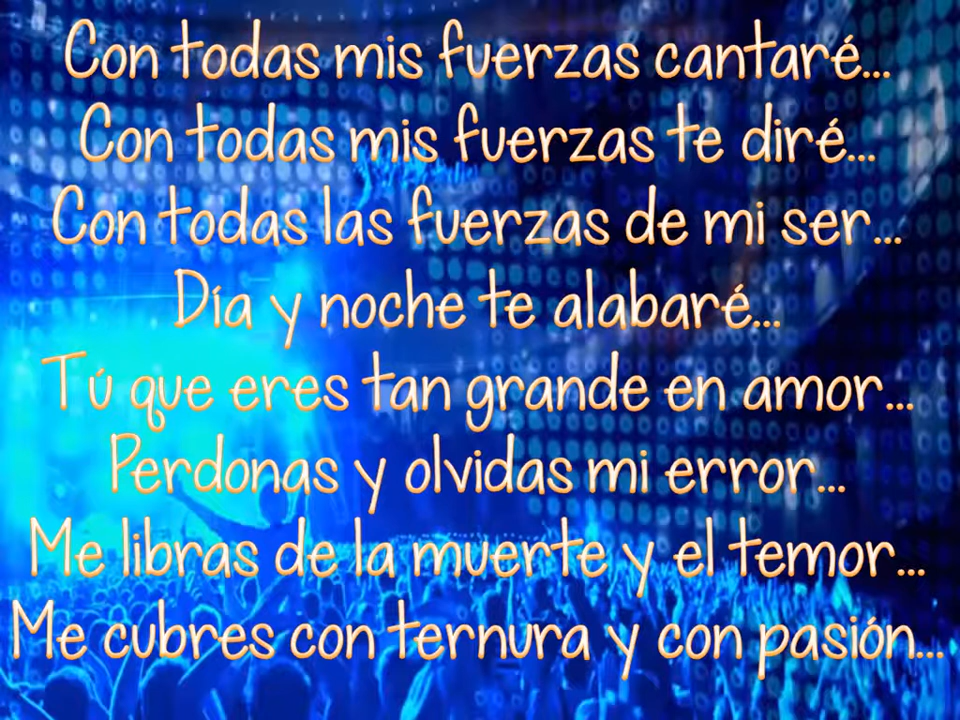 Con todas mis fuerzas cantaré...
Con todas mis fuerzas te diré...
Con todas las fuerzas de mi ser...
Día y noche te alabaré...
Tú que eres tan grande en amor...
Perdonas y olvidas mi error...
Me libras de la muerte y el temor...
Me cubres con ternura y con pasión...